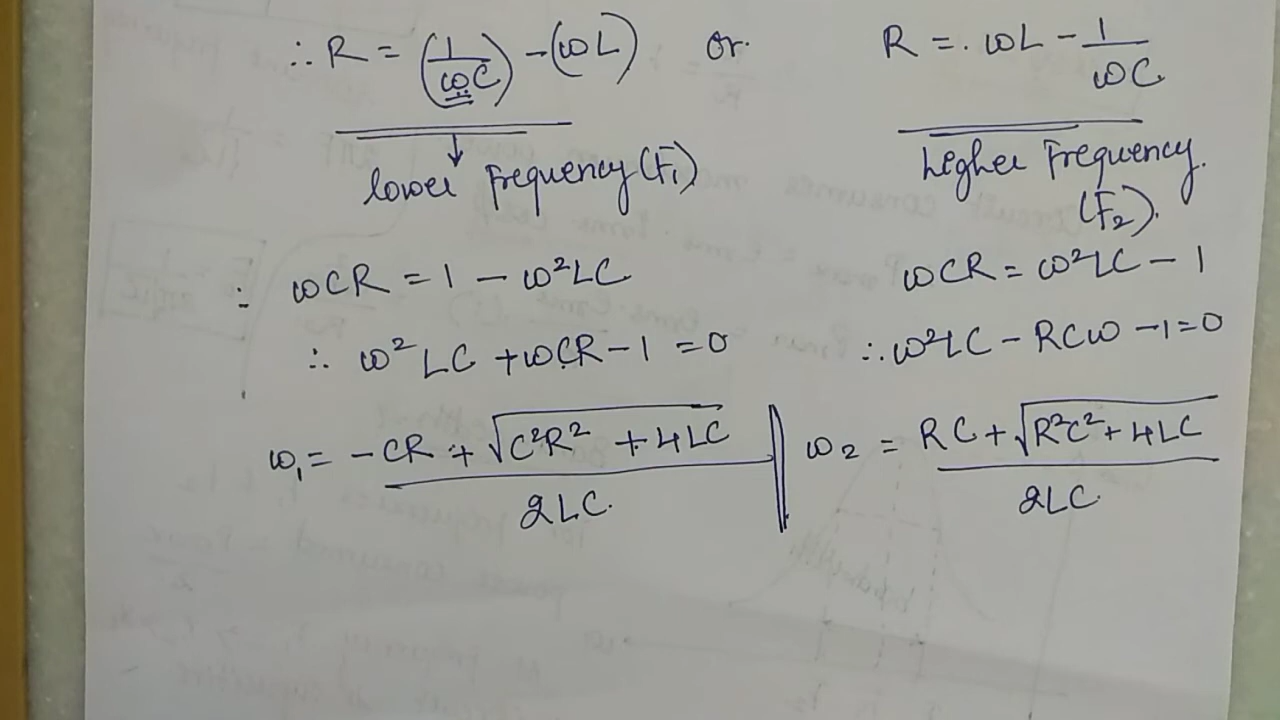 ∴ R = (1/ωC) - (ωL) or R = ωL - 1/ωC
lower Frequency (F₁) higher Frequency. (F₂).
∴ ωCR = 1 - ω²LC ωCR = ω²LC - 1
∴ ω²LC + ωCR - 1 = 0 ∴ ω²LC - RCω - 1 = 0
ω₁ = -CR + √(C²R² + 4LC) / 2LC. ω₂ = RC + √(R²C² + 4LC) / 2LC